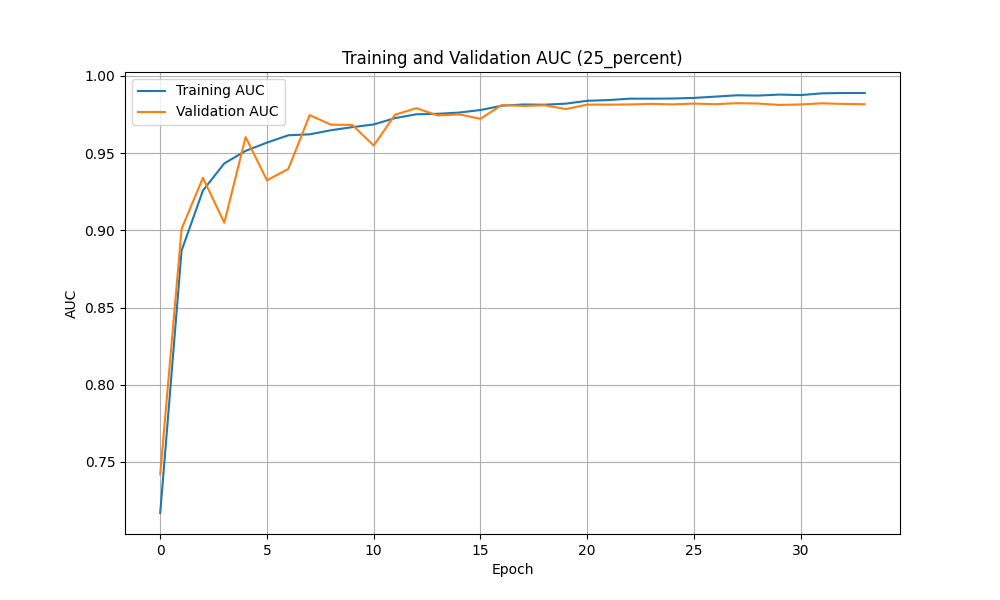 Training and Validation AUC (25_percent)
Training AUC
Validation AUC
1.00
0.95
0.90
0.85
0.80
0.75
AUC
0 5 10 15 20 25 30
Epoch